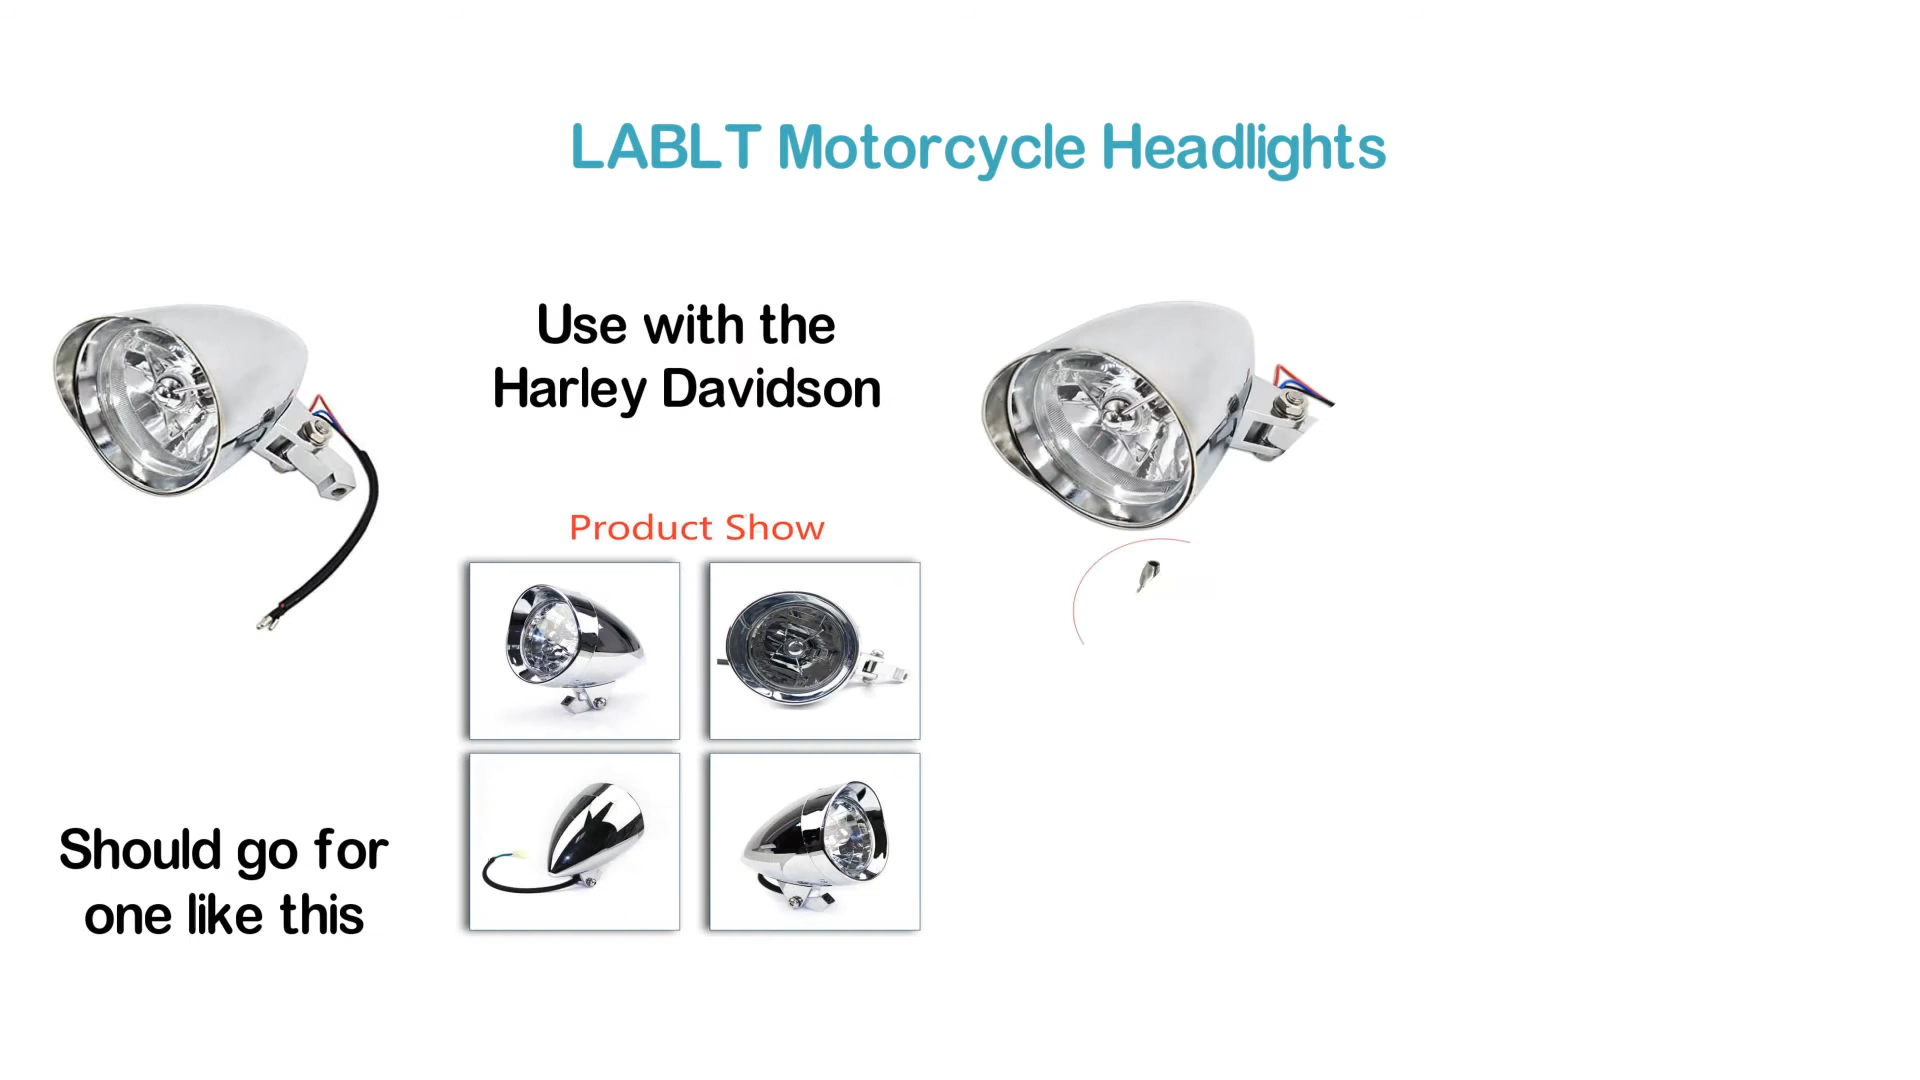 LABLT Motorcycle Headlights
Use with the
Harley Davidson
Product Show
Should go for
one like this